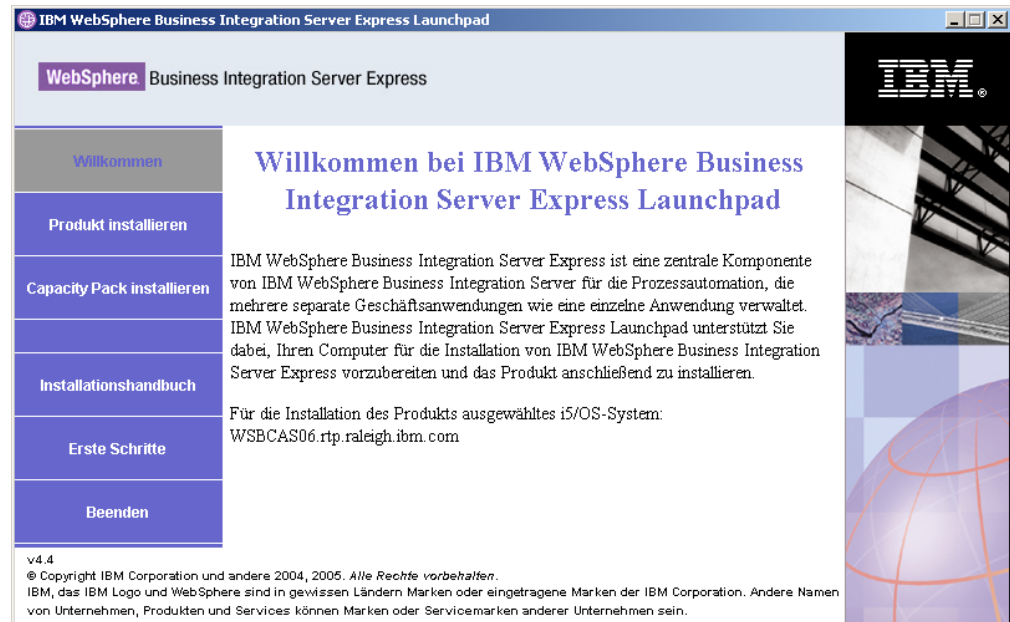 IBM WebSphere Business Integration Server Express Launchpad
WebSphere. Business Integration Server Express
IBM®
Willkommen
Produkt installieren
Capacity Pack installieren
Installationshandbuch
Erste Schritte
Beenden
Willkommen bei IBM WebSphere Business
Integration Server Express Launchpad
IBM WebSphere Business Integration Server Express ist eine zentrale Komponente
von IBM WebSphere Business Integration Server für die Prozessautomation, die
mehrere separate Geschäftsanwendungen wie eine einzelne Anwendung verwaltet.
IBM WebSphere Business Integration Server Express Launchpad unterstützt Sie
dabei, Ihren Computer für die Installation von IBM WebSphere Business Integration
Server Express vorzubereiten und das Produkt anschließend zu installieren.
Für die Installation des Produkts ausgewähltes i5/OS-System:
WSBCAS06.rtp.raleigh.ibm.com
v4.4
© Copyright IBM Corporation und andere 2004, 2005. Alle Rechte vorbehalten.
IBM, das IBM Logo und WebSphere sind in gewissen Ländern Marken oder eingetragene Marken der IBM Corporation. Andere Namen
von Unternehmen, Produkten und Services können Marken oder Servicemarken anderer Unternehmen sein.